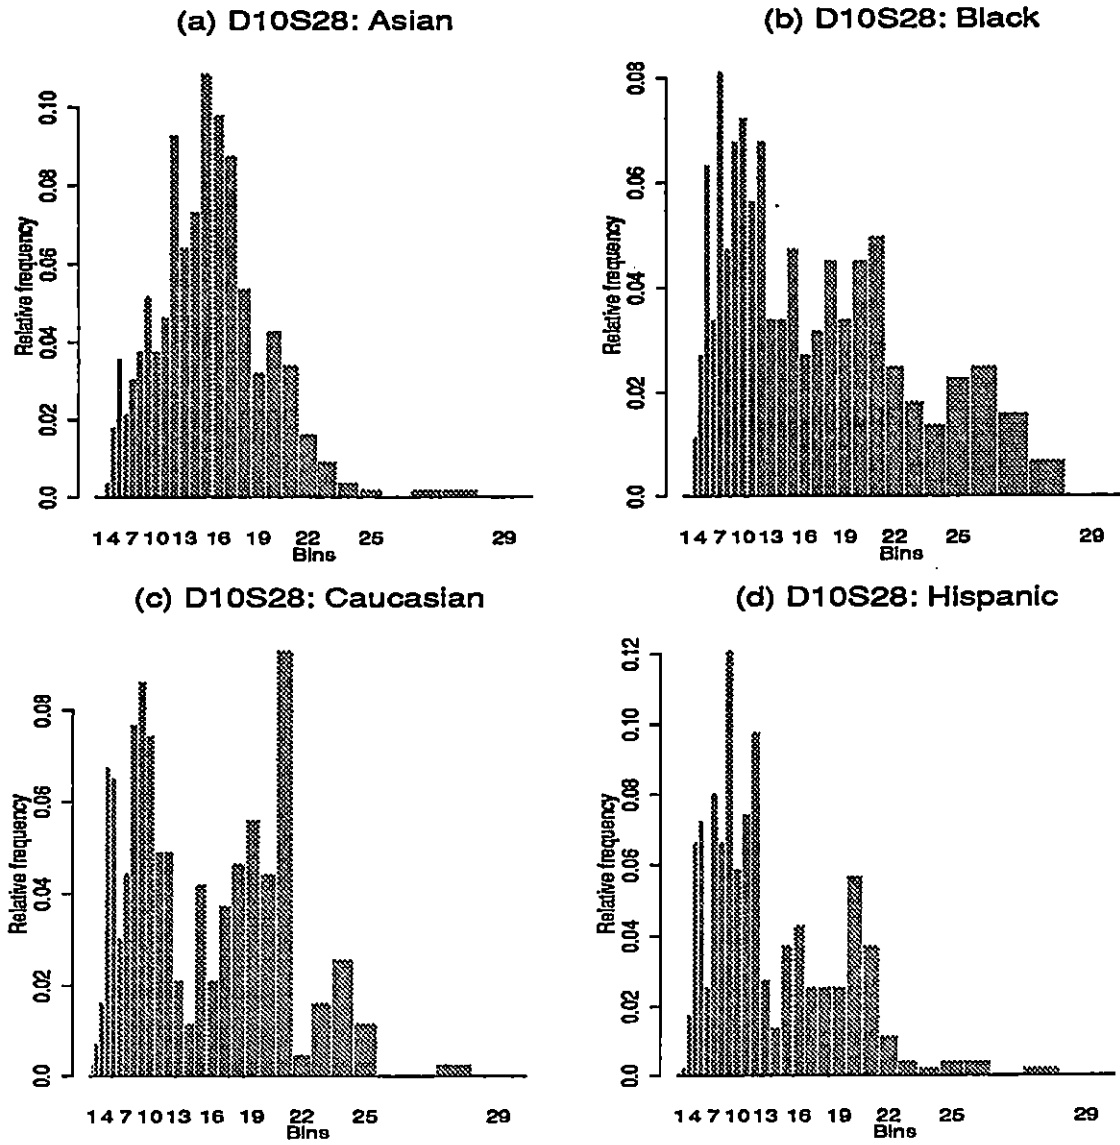 (a) D10S28: Asian
0.10
0.08
0.06
0.04
0.02
0.0
Relative frequency
1 4 7 10 13 16 19 22 25 29
Bins
(b) D10S28: Black
0.08
0.06
0.04
0.02
0.0
Relative frequency
1 4 7 10 13 16 19 22 25 29
Bins
(c) D10S28: Caucasian
0.08
0.06
0.04
0.02
0.0
Relative frequency
1 4 7 10 13 16 19 22 25 29
Bins
(d) D10S28: Hispanic
0.12
0.10
0.08
0.06
0.04
0.02
0.0
Relative frequency
1 4 7 10 13 16 19 22 25 29
Bins